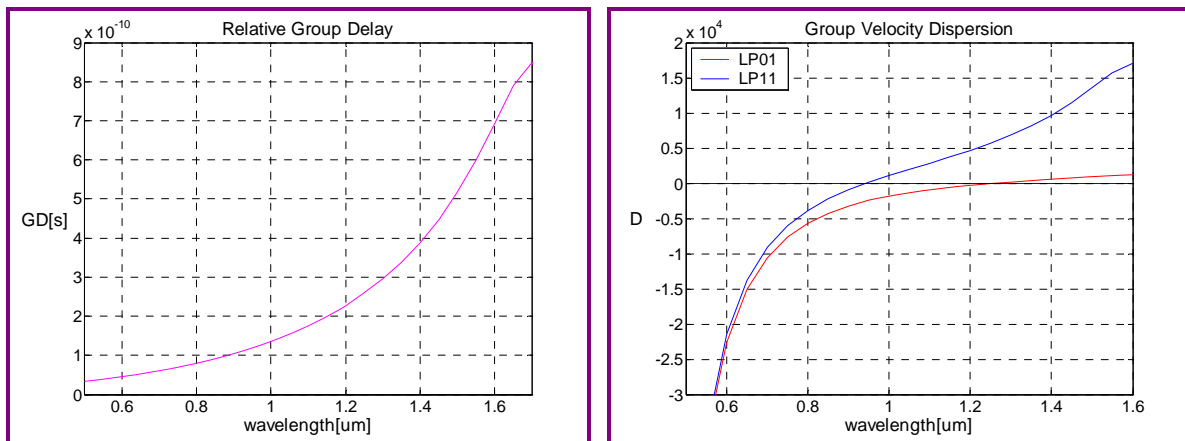 Relative Group Delay
x 10^-10
9
8
7
6
5
4
3
2
1
0
GD[s]
0.6 0.8 1 1.2 1.4 1.6
wavelength[um]
Group Velocity Dispersion
x 10^4
LP01
LP11
2
1.5
1
0.5
0
-0.5
-1
-1.5
-2
-2.5
-3
D
0.6 0.8 1 1.2 1.4 1.6
wavelength[um]